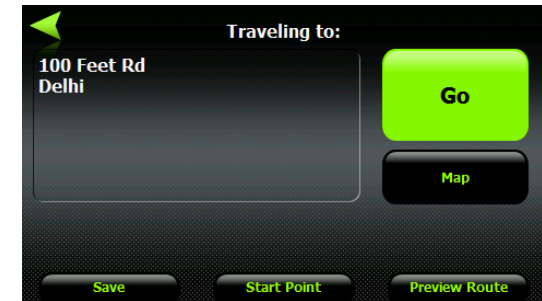 Traveling to:
100 Feet Rd
Delhi
Go
Map
Save
Start Point
Preview Route